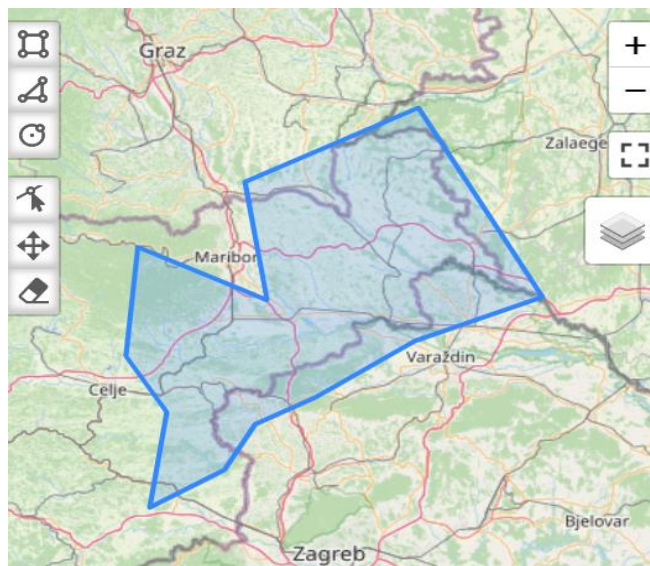 Graz
+
−
Zalaege
Maribor
Varaždin
Celje
Bjelovar
Zagreb